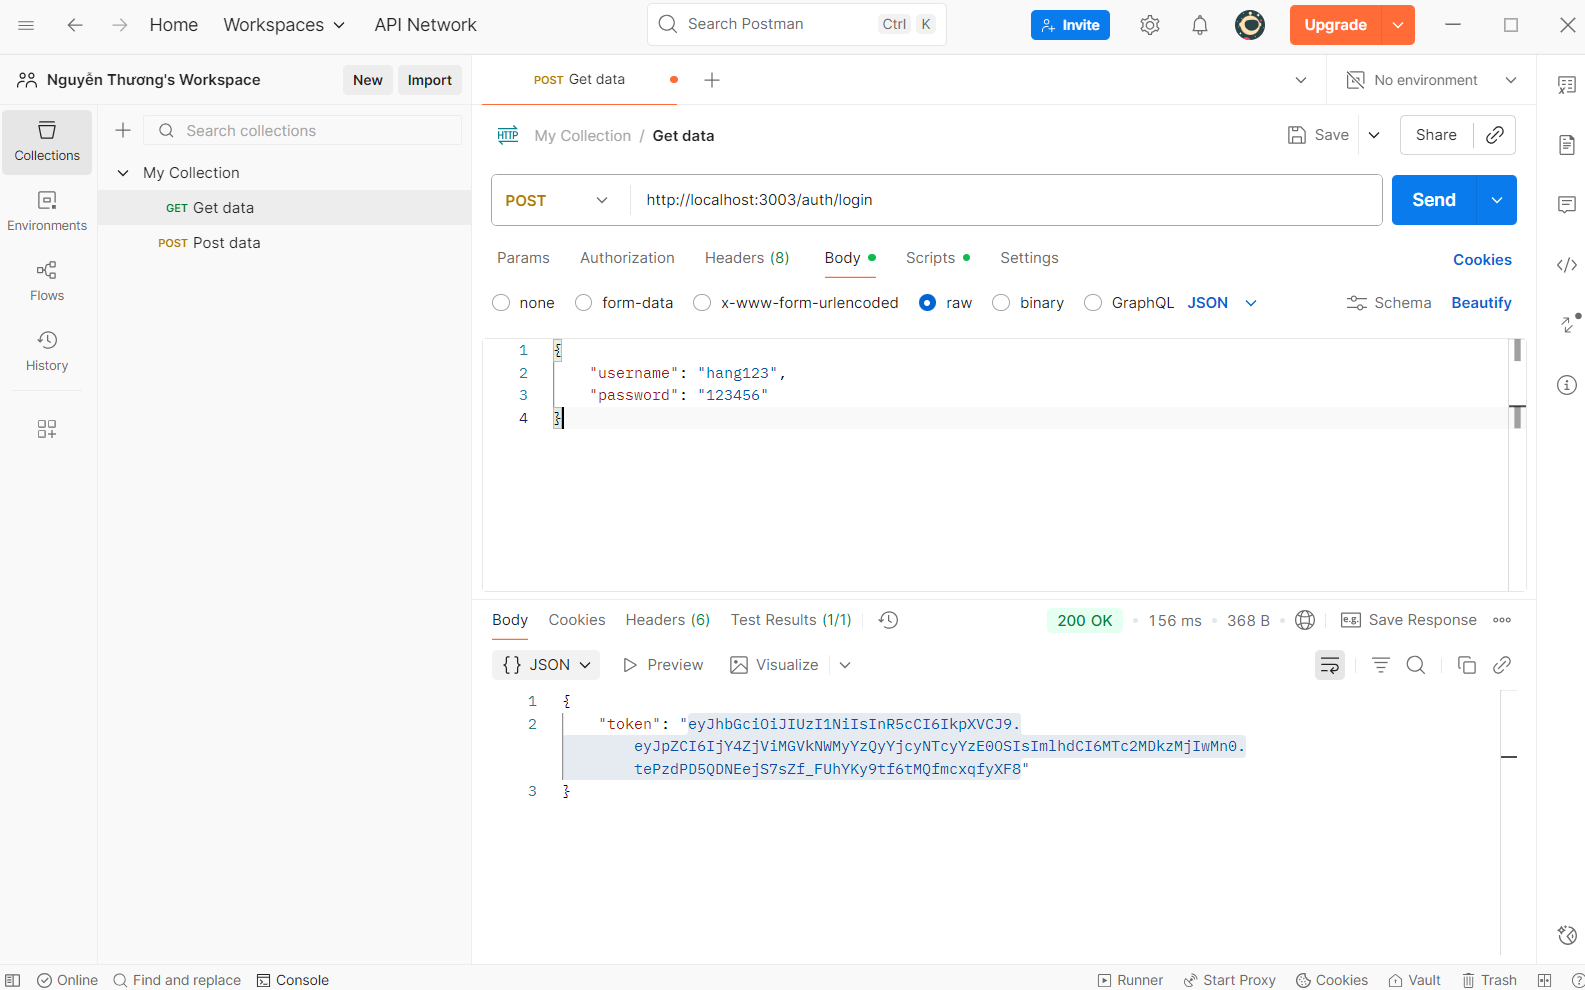 Home Workspaces API Network Search Postman Ctrl K Invite Upgrade
Nguyễn Thương's Workspace New Import POST Get data No environment
Collections
Environments
Flows
History
Search collections
My Collection
GET Get data
POST Post data
HTTP My Collection / Get data Save Share
POST http://localhost:3003/auth/login Send
Params Authorization Headers (8) Body Scripts Settings Cookies
none form-data x-www-form-urlencoded raw binary GraphQL JSON Schema Beautify
1 {
2 "username": "hang123",
3 "password": "123456"
4 }
Body Cookies Headers (6) Test Results (1/1) 200 OK 156 ms 368 B e.g. Save Response
{} JSON Preview Visualize
1 {
2 "token": "eyJhbGciOiJIUzI1NiIsInR5cCI6IkpXVCJ9.
eyJpZCI6IjY4ZjViMGVkNWMyYzQyYjcyNTcyYzE0OSIsImlhdCI6MTc2MDkzMjIwMn0.
tePzdPD5QDNEejS7sZf_FUhYKy9tf6tMQfmcxqfyXF8"
3 }
Online Find and replace Console Runner Start Proxy Cookies Vault Trash